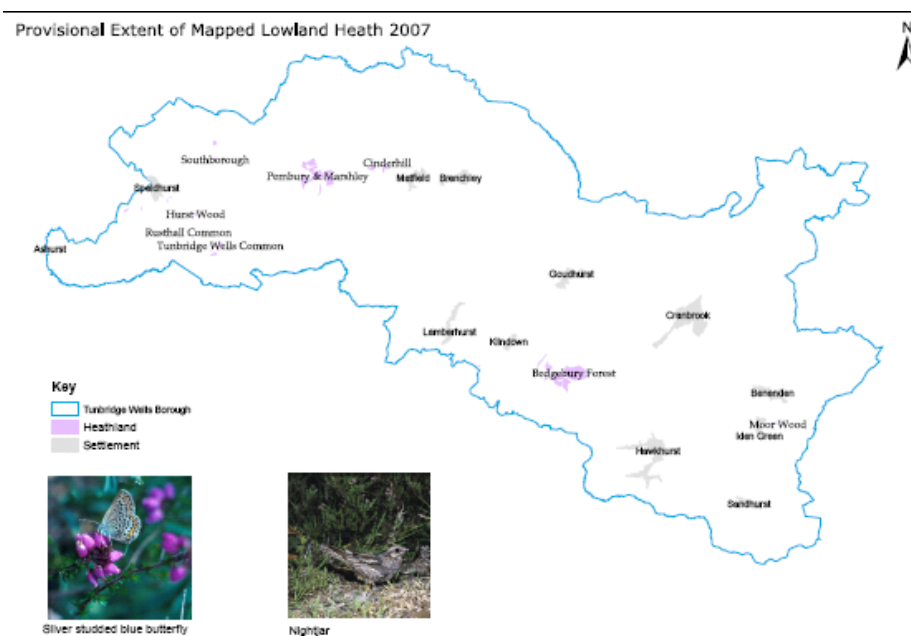 Provisional Extent of Mapped Lowland Heath 2007
N
Southborough
Cinderhill
Pembury & Marshley
Matfield
Brenchley
Speldhurst
Hurst Wood
Rusthall Common
Tunbridge Wells Common
Ashurst
Goudhurst
Cranbrook
Lamberhurst
Kilndown
Bedgebury Forest
Benenden
Moor Wood
Iden Green
Hawkhurst
Sandhurst
Key
Tunbridge Wells Borough
Heathland
Settlement
Silver studded blue butterfly
Nightjar